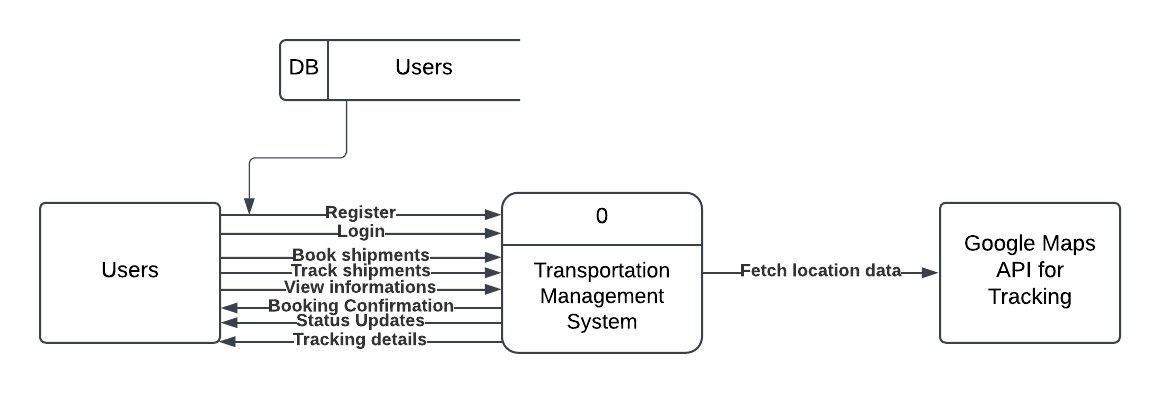 DB
Users
Users
Register
Login
Book shipments
Track shipments
View informations
Booking Confirmation
Status Updates
Tracking details
0
Transportation
Management
System
Fetch location data
Google Maps
API for
Tracking